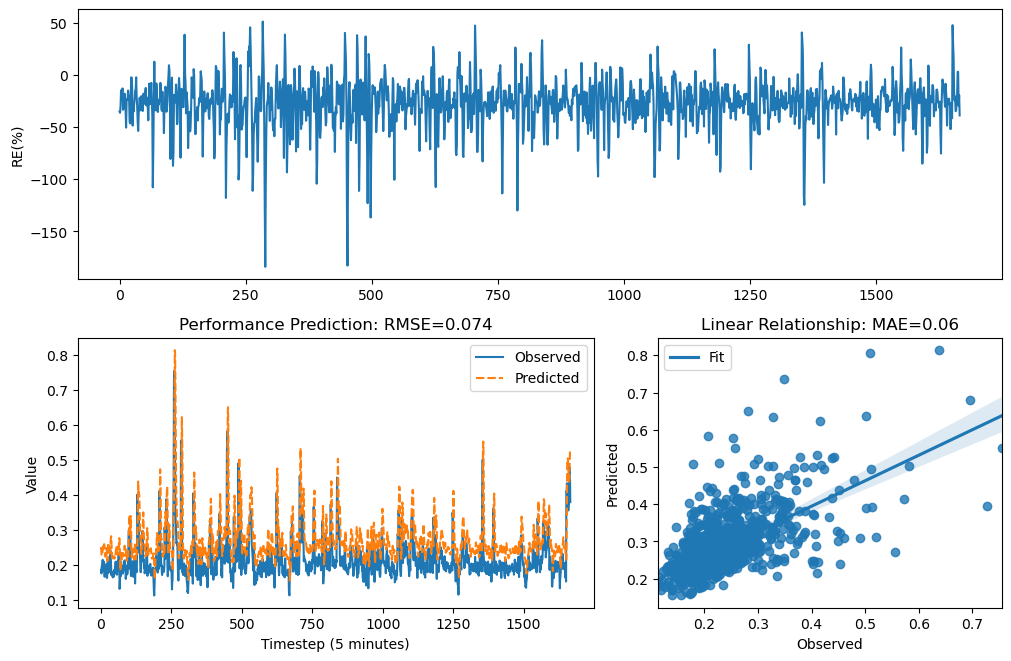 50
0
−50
−100
−150
RE(%)
0 250 500 750 1000 1250 1500
Performance Prediction: RMSE=0.074
Observed
Predicted
0.8
0.7
0.6
0.5
0.4
0.3
0.2
0.1
Value
0 250 500 750 1000 1250 1500
Timestep (5 minutes)
Linear Relationship: MAE=0.06
Fit
0.8
0.7
0.6
0.5
0.4
0.3
0.2
Predicted
0.2 0.3 0.4 0.5 0.6 0.7
Observed